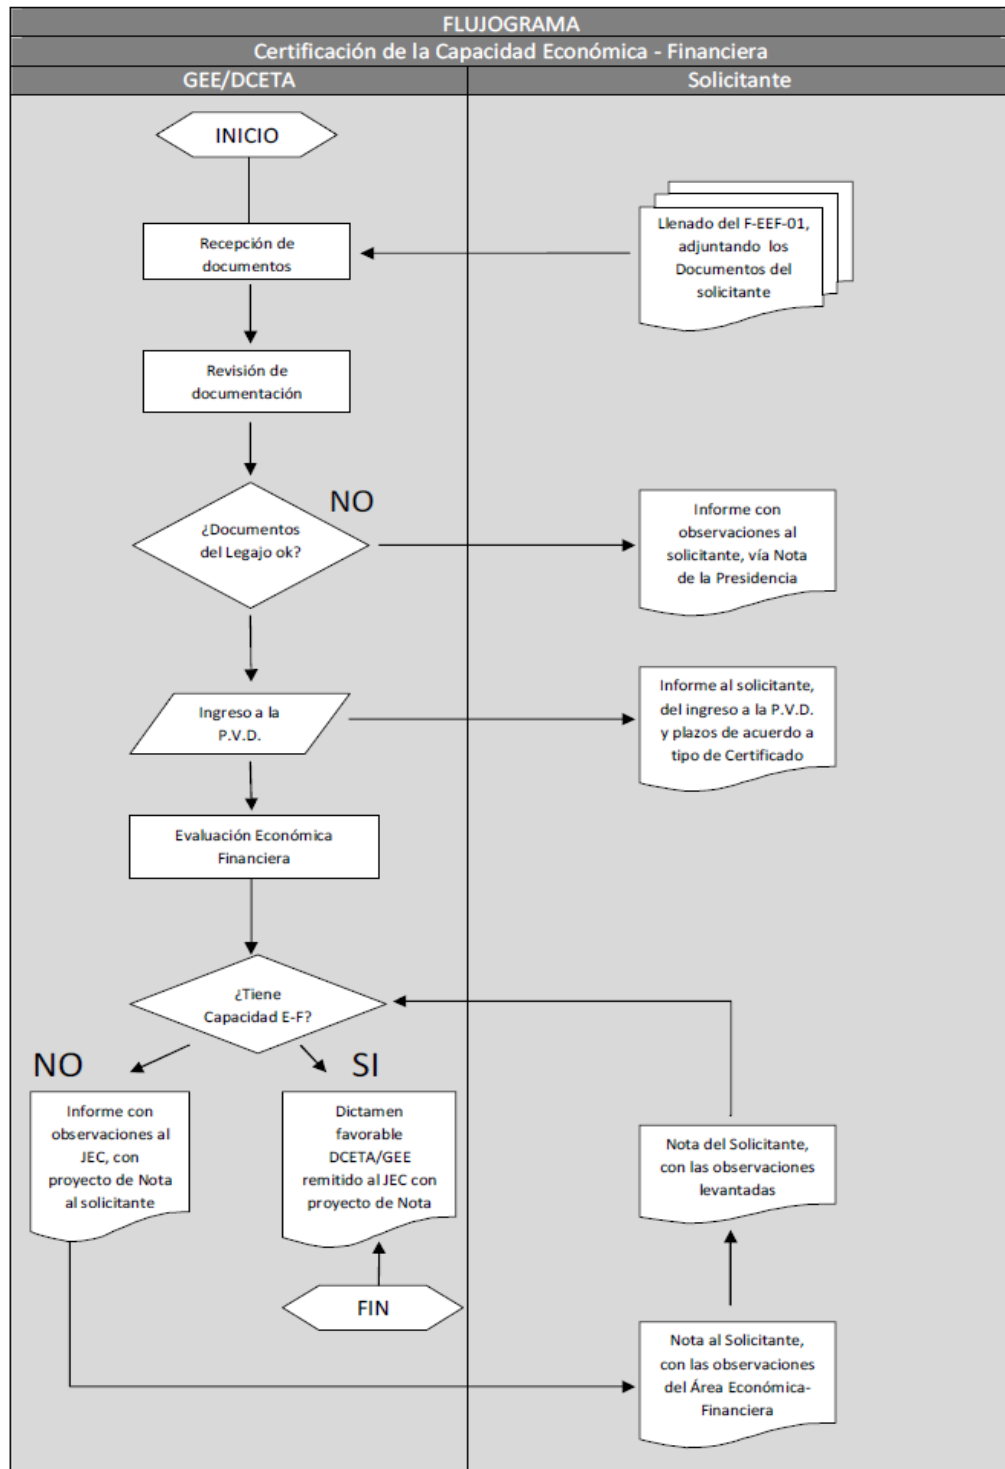 FLUJOGRAMA
Certificación de la Capacidad Económica - Financiera
GEE/DCETA
Solicitante
INICIO
Llenado del F-EEF-01,
adjuntando los
Documentos del
solicitante
Recepción de
documentos
Revisión de
documentación
NO
¿Documentos
del Legajo ok?
Informe con
observaciones al
solicitante, vía Nota
de la Presidencia
Ingreso a la
P.V.D.
Informe al solicitante,
del ingreso a la P.V.D.
y plazos de acuerdo a
tipo de Certificado
Evaluación Económica
Financiera
¿Tiene
Capacidad E-F?
NO
SI
Informe con
observaciones al
JEC, con
proyecto de Nota
al solicitante
Dictamen
favorable
DCETA/GEE
remitido al JEC con
proyecto de Nota
Nota del Solicitante,
con las observaciones
levantadas
FIN
Nota al Solicitante,
con las observaciones
del Área Económica-
Financiera